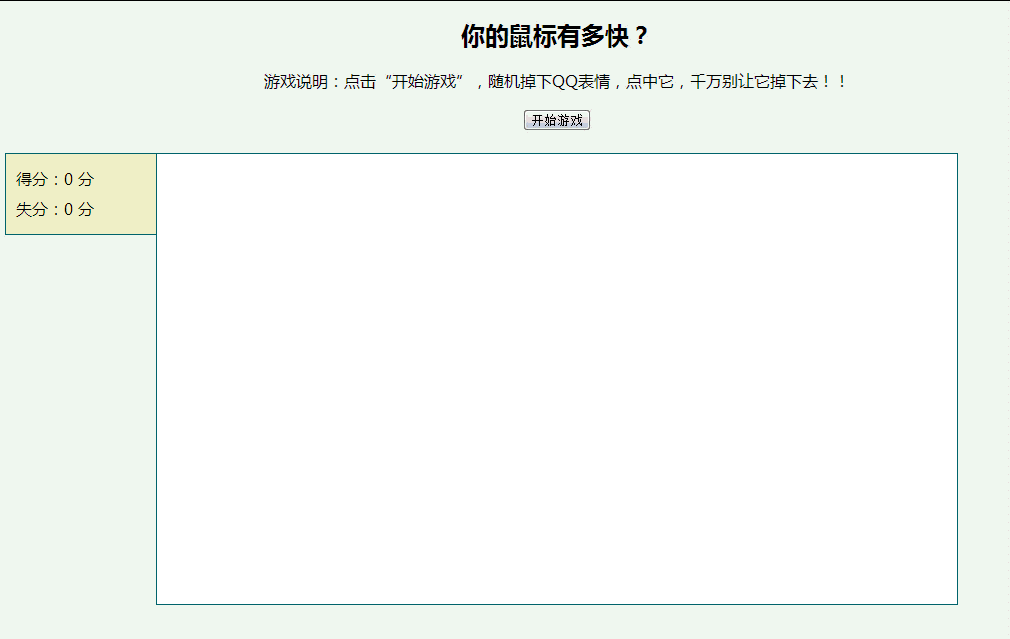 你的鼠标有多快？
游戏说明：点击“开始游戏”，随机掉下QQ表情，点中它，千万别让它掉下去！！
开始游戏
得分：0 分
失分：0 分